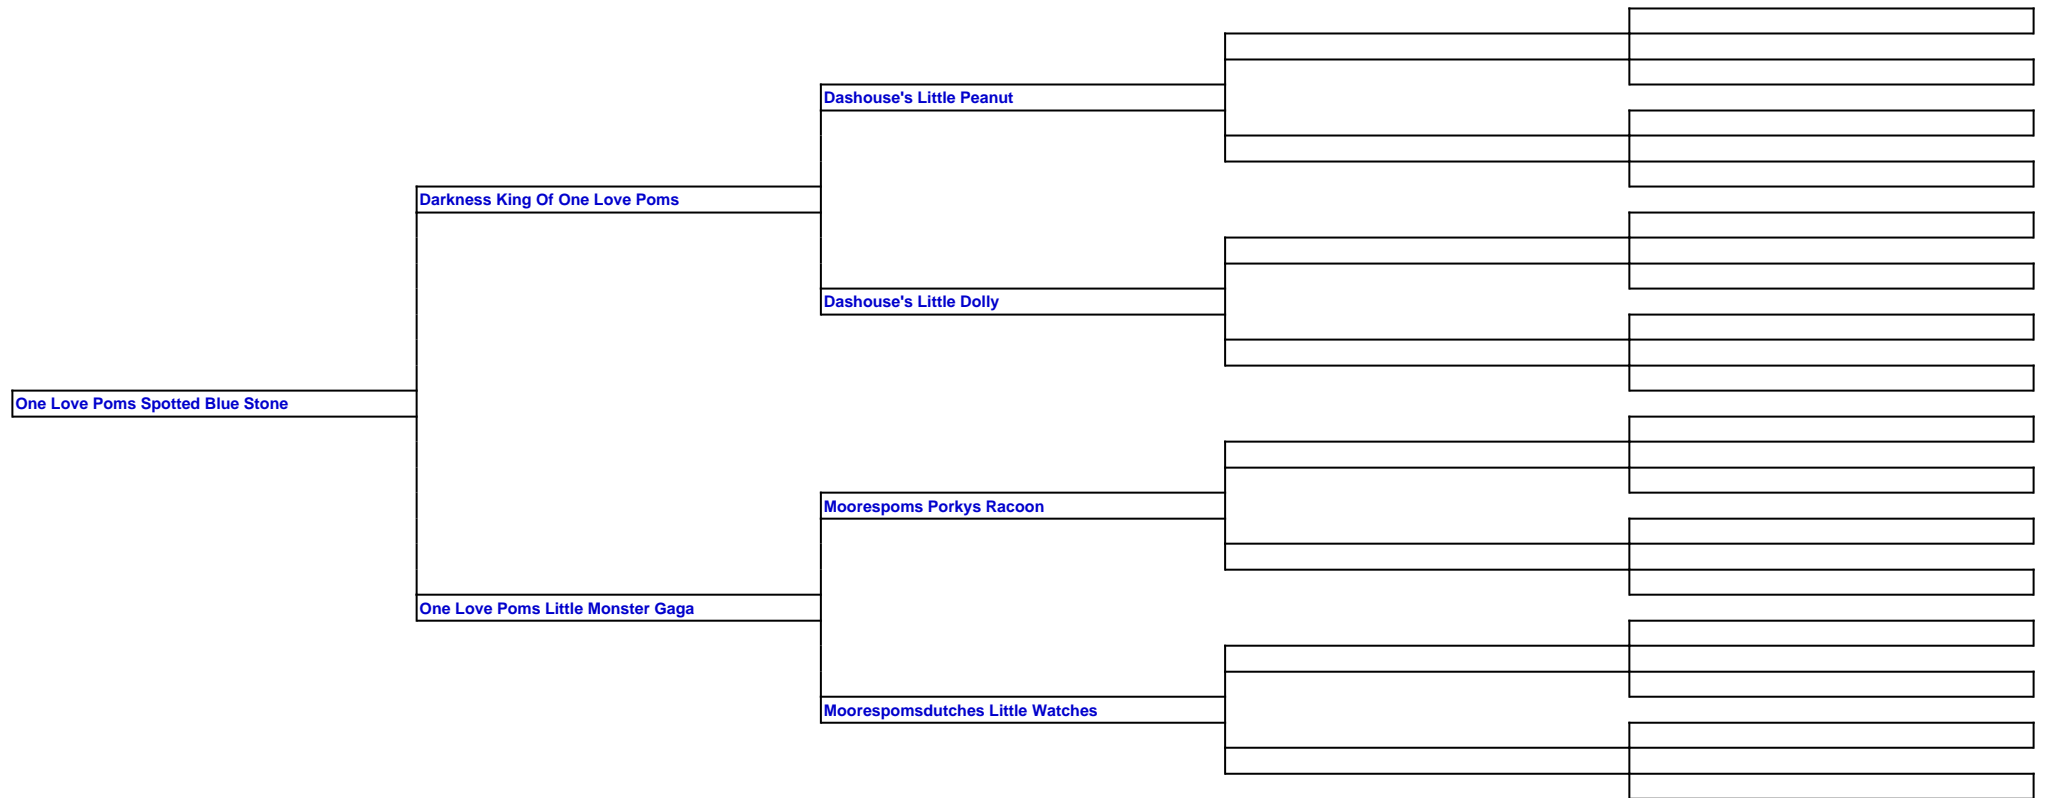 Dashouse's Little Peanut
Darkness King Of One Love Poms
Dashouse's Little Dolly
One Love Poms Spotted Blue Stone
Moorespoms Porkys Racoon
One Love Poms Little Monster Gaga
Moorespomsdutches Little Watches